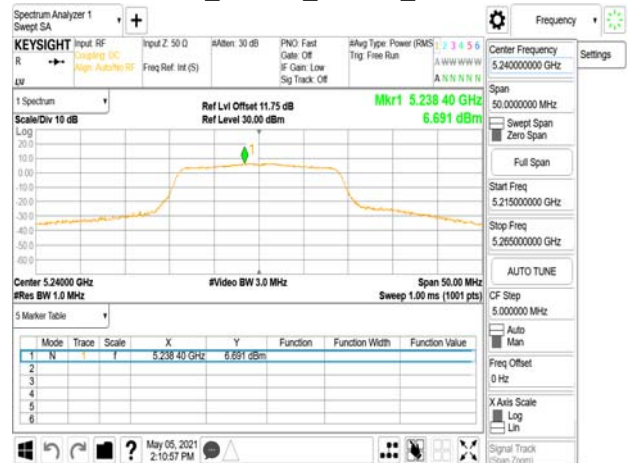 Spectrum Analyzer 1
Swept SA
Frequency
KEYSIGHT
Input: RF
Coupling: DC
Align: Auto/No RF
Input Z: 50 Ω
Freq Ref: Int (S)
#Atten: 30 dB
PNO: Fast
Gate: Off
IF Gain: Low
Sig Track: Off
#Avg Type: Power (RMS
Trig: Free Run
1 2 3 4 5 6
A W W W W W
A N N N N N
R
LV
Center Frequency
5.240000000 GHz
Settings
Span
50.0000000 MHz
Swept Span
Zero Span
Full Span
Start Freq
5.215000000 GHz
Stop Freq
5.265000000 GHz
AUTO TUNE
CF Step
5.000000 MHz
Auto
Man
Freq Offset
0 Hz
X Axis Scale
Log
Lin
Signal Track
(Span Zoom)
1 Spectrum
Scale/Div 10 dB
Ref Lvl Offset 11.75 dB
Ref Level 30.00 dBm
Mkr1 5.238 40 GHz
6.691 dBm
Log
20.0
10.0
0.00
-10.0
-20.0
-30.0
-40.0
-50.0
-60.0
1
Center 5.24000 GHz
#Res BW 1.0 MHz
#Video BW 3.0 MHz
Span 50.00 MHz
Sweep 1.00 ms (1001 pts)
5 Marker Table
Mode Trace Scale X Y Function Function Width Function Value
1 N 1 f 5.238 40 GHz 6.691 dBm
2
3
4
5
6
? May 05, 2021
2:10:57 PM